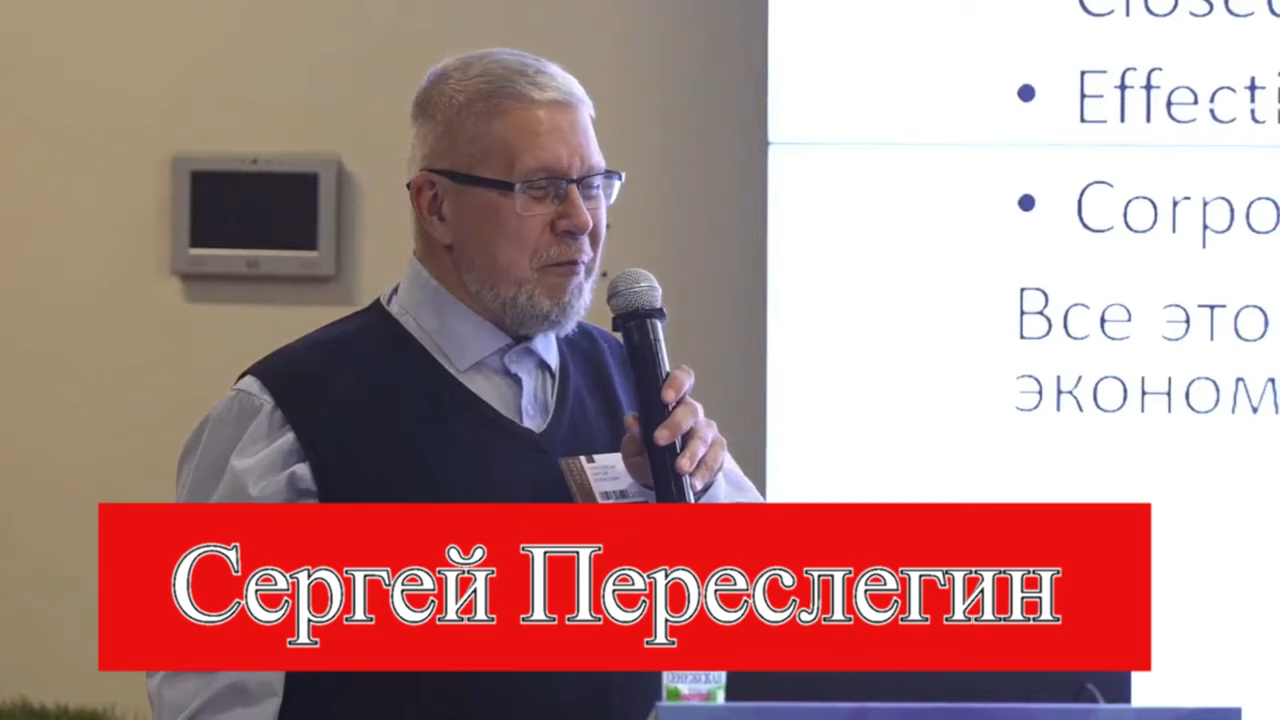 Effecti
Corpo
Все это
эконом
Сергей Переслегин